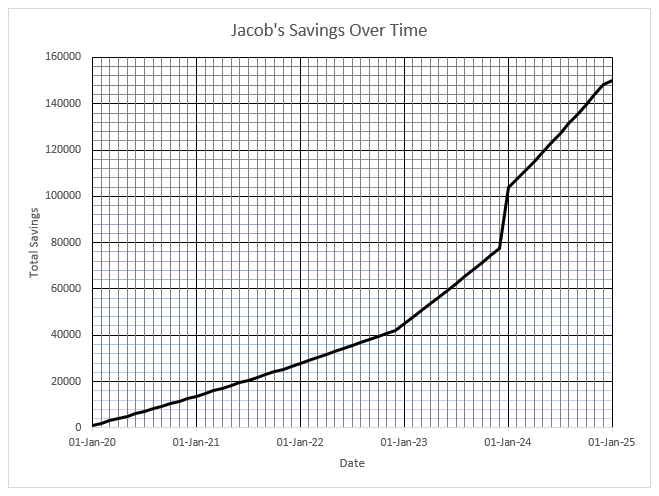 Jacob's Savings Over Time
160000
140000
120000
100000
80000
60000
40000
20000
0
Total Savings
01-Jan-20 01-Jan-21 01-Jan-22 01-Jan-23 01-Jan-24 01-Jan-25
Date